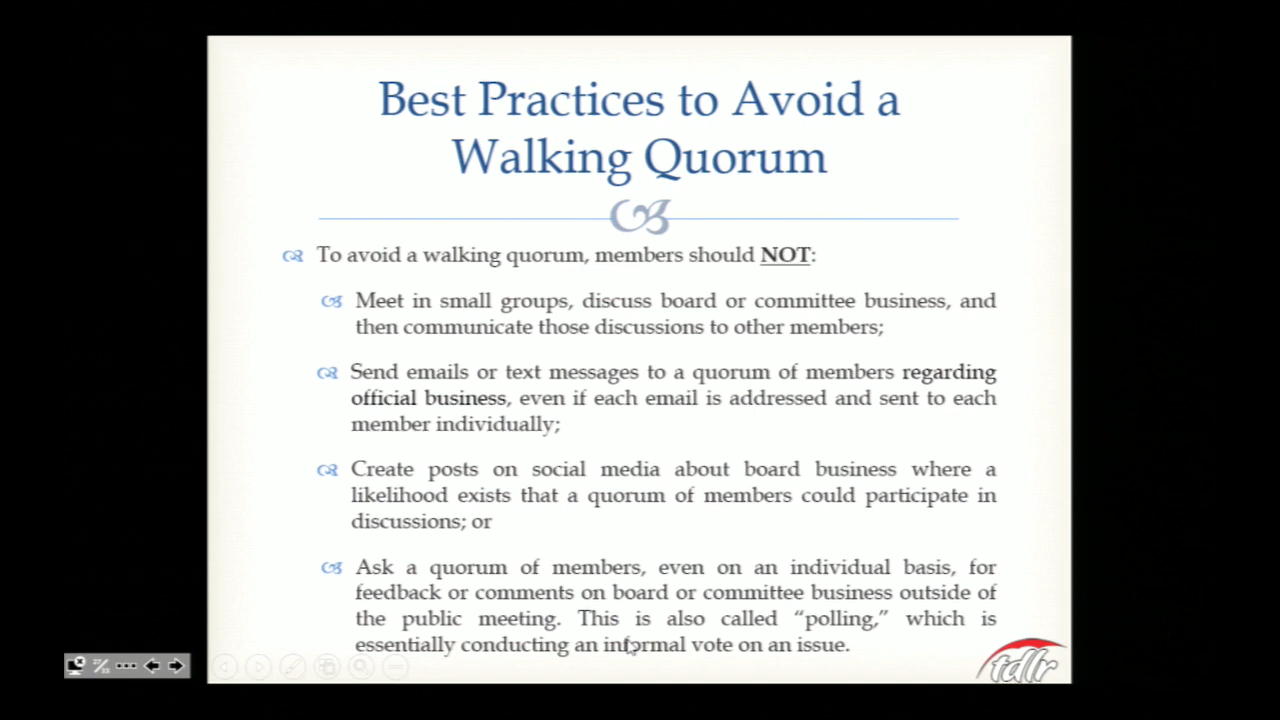 Best Practices to Avoid a
Walking Quorum
To avoid a walking quorum, members should NOT:
Meet in small groups, discuss board or committee business, and
then communicate those discussions to other members;
Send emails or text messages to a quorum of members regarding
official business, even if each email is addressed and sent to each
member individually;
Create posts on social media about board business where a
likelihood exists that a quorum of members could participate in
discussions; or
Ask a quorum of members, even on an individual basis, for
feedback or comments on board or committee business outside of
the public meeting. This is also called “polling,” which is
essentially conducting an informal vote on an issue.
tdlr